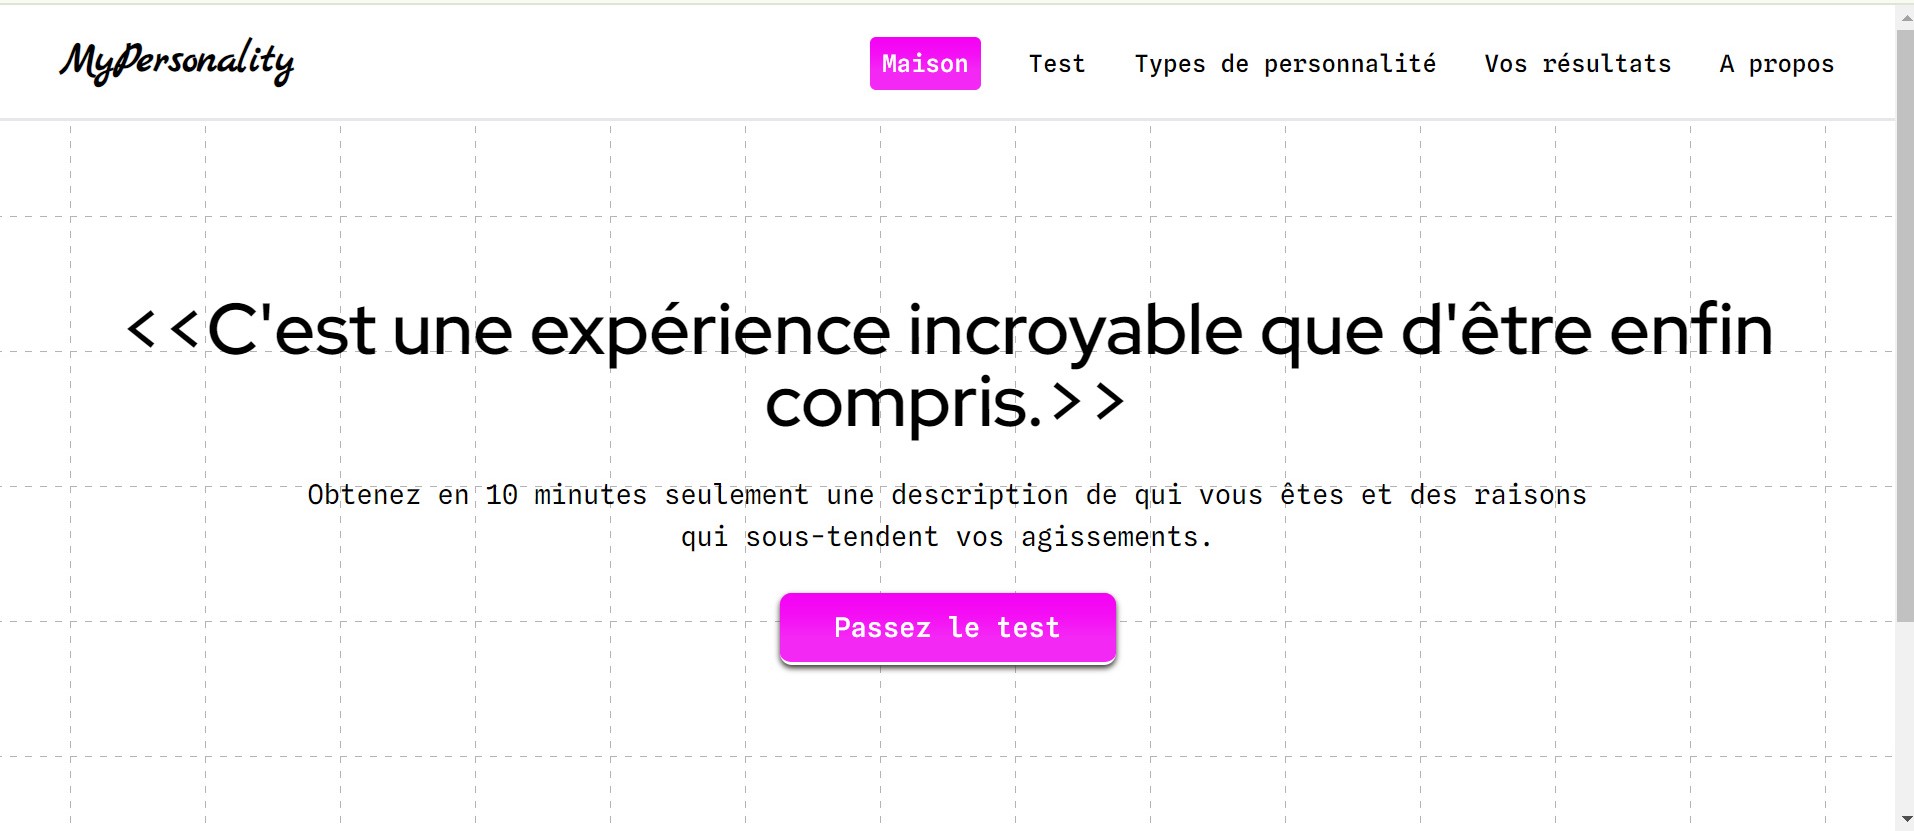 MyPersonality
Maison Test Types de personnalité Vos résultats A propos
<<C'est une expérience incroyable que d'être enfin
compris.>>
Obtenez en 10 minutes seulement une description de qui vous êtes et des raisons
qui sous-tendent vos agissements.
Passez le test